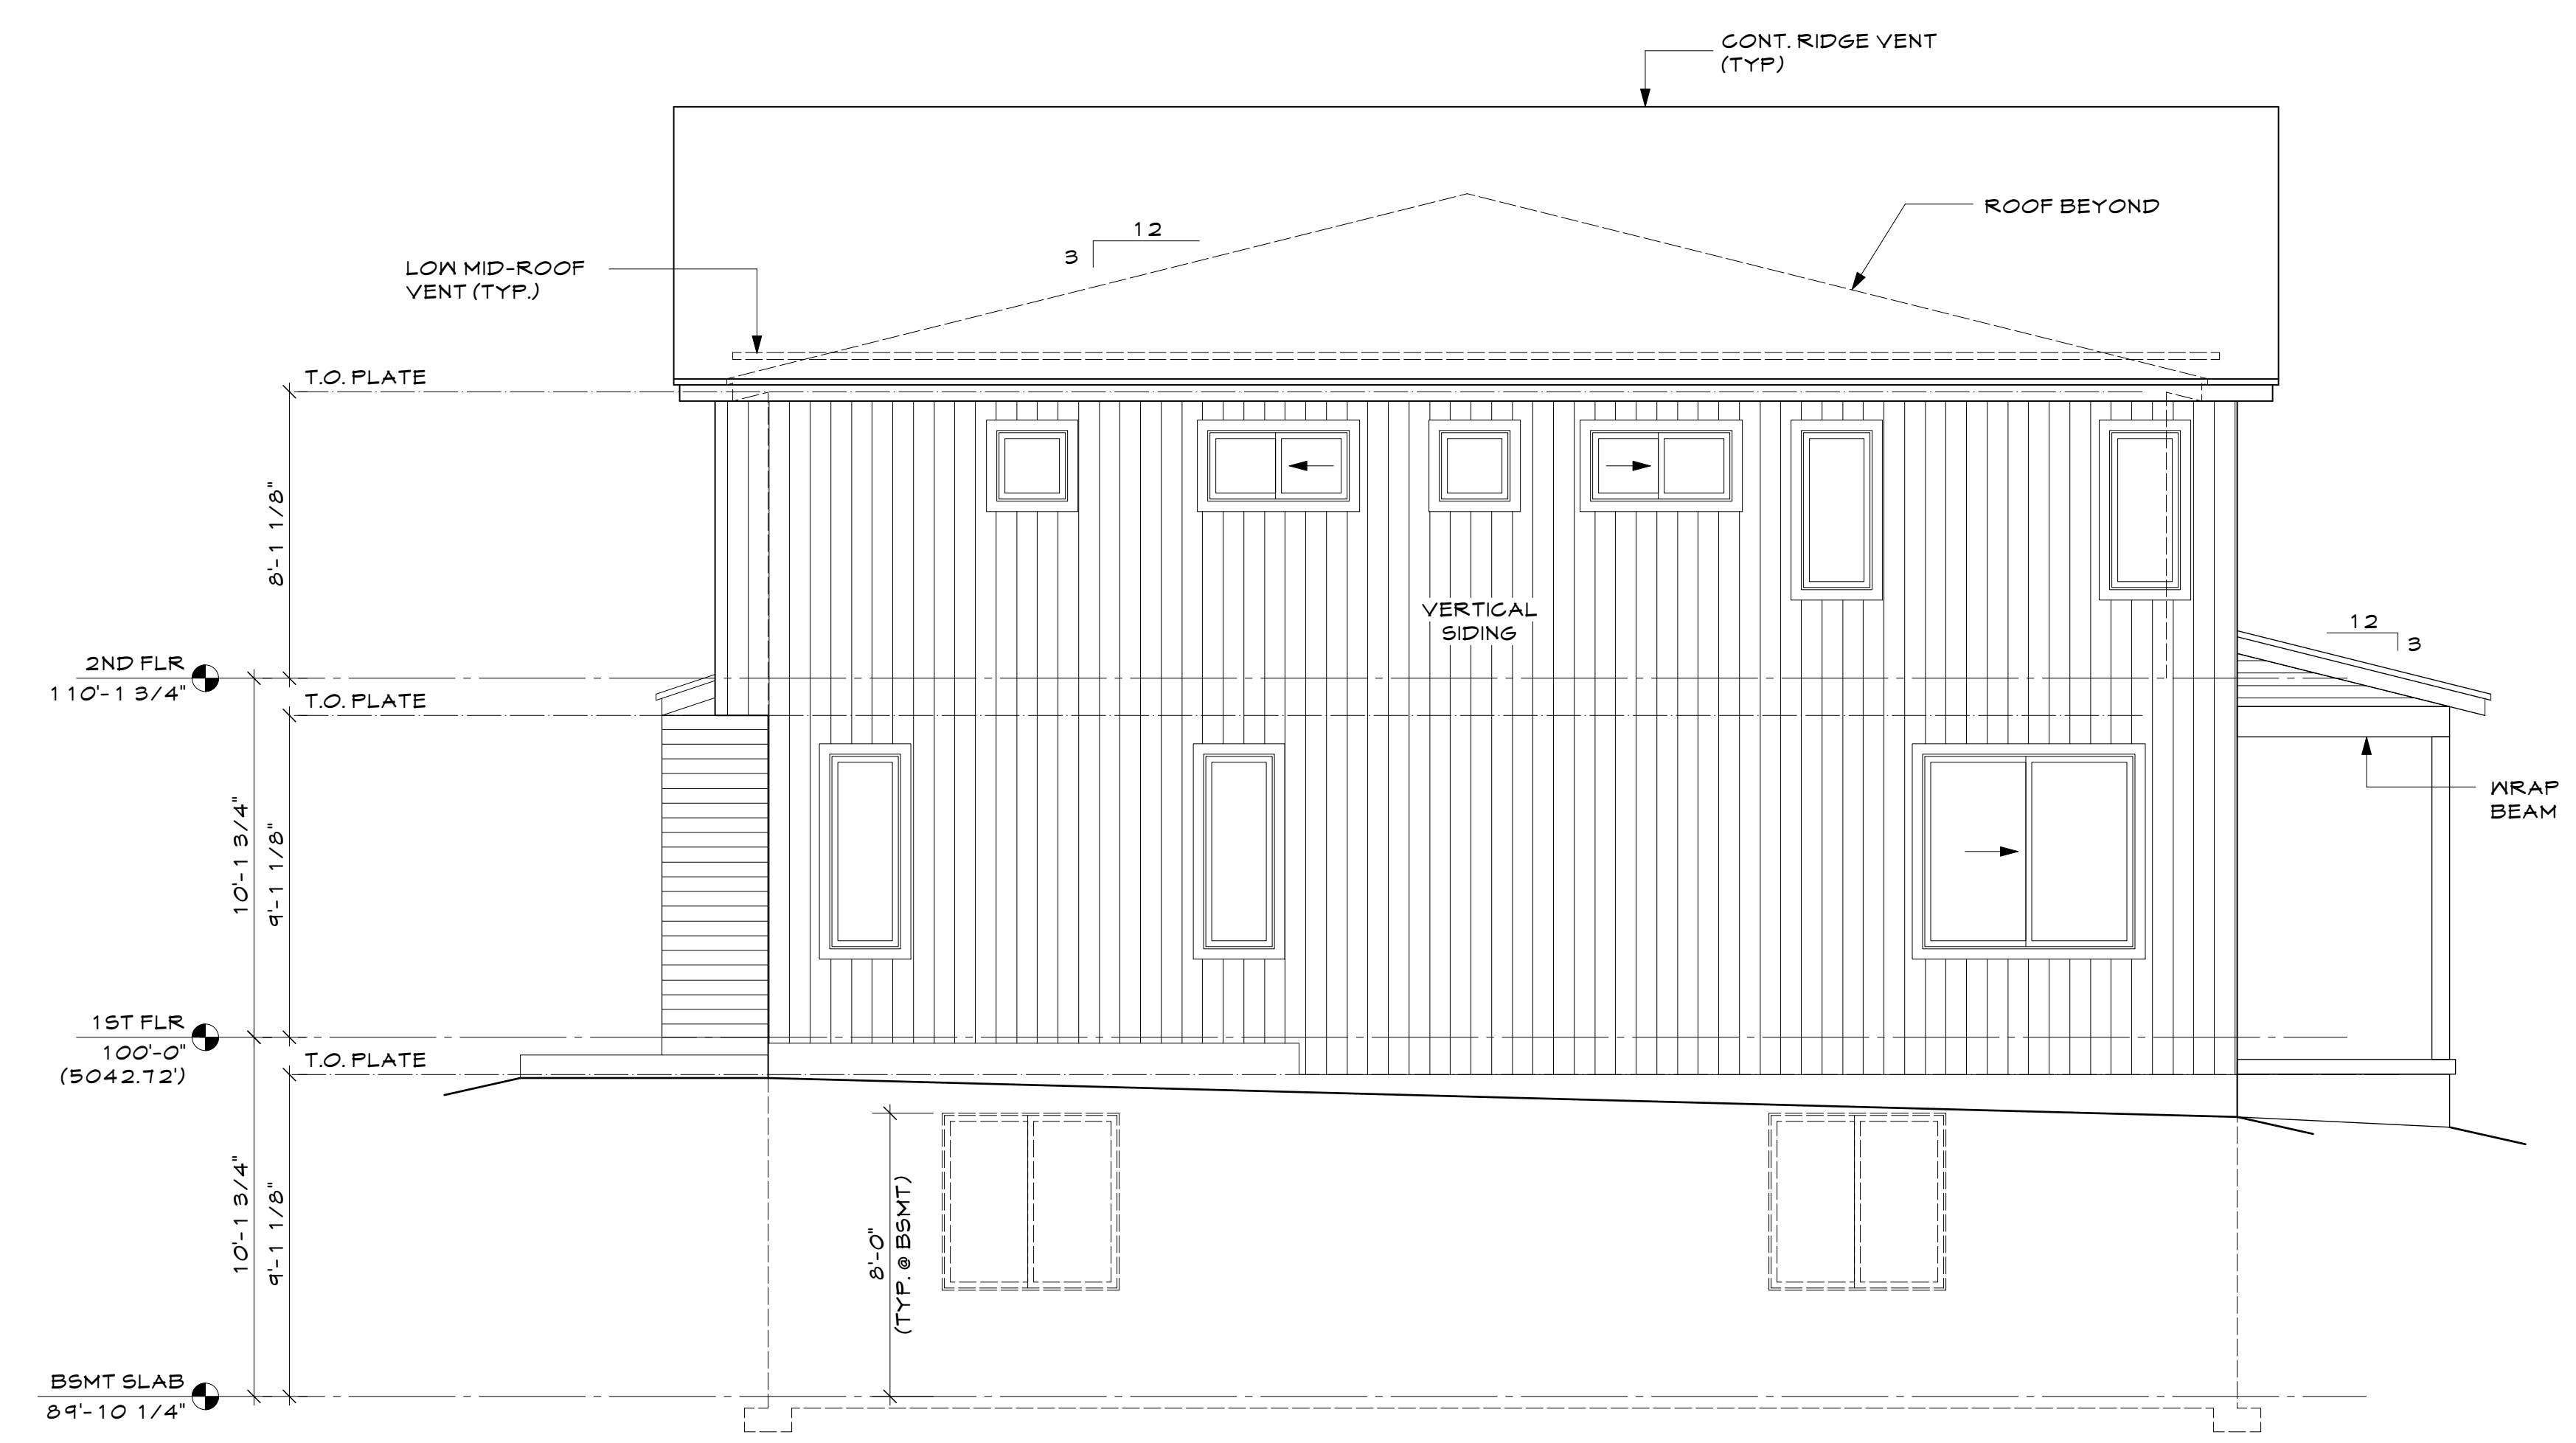 CONT. RIDGE VENT
(TYP)
ROOF BEYOND
12
3
LOW MID-ROOF
VENT (TYP.)
T.O. PLATE
8'-1 1/8"
VERTICAL
SIDING
12
3
2ND FLR
110'-1 3/4"
T.O. PLATE
WRAP
BEAM
10'-1 3/4"
9'-1 1/8"
1ST FLR
100'-0"
(5042.72')
T.O. PLATE
10'-1 3/4"
9'-1 1/8"
8'-0"
(TYP. @ BSMT)
BSMT SLAB
89'-10 1/4"